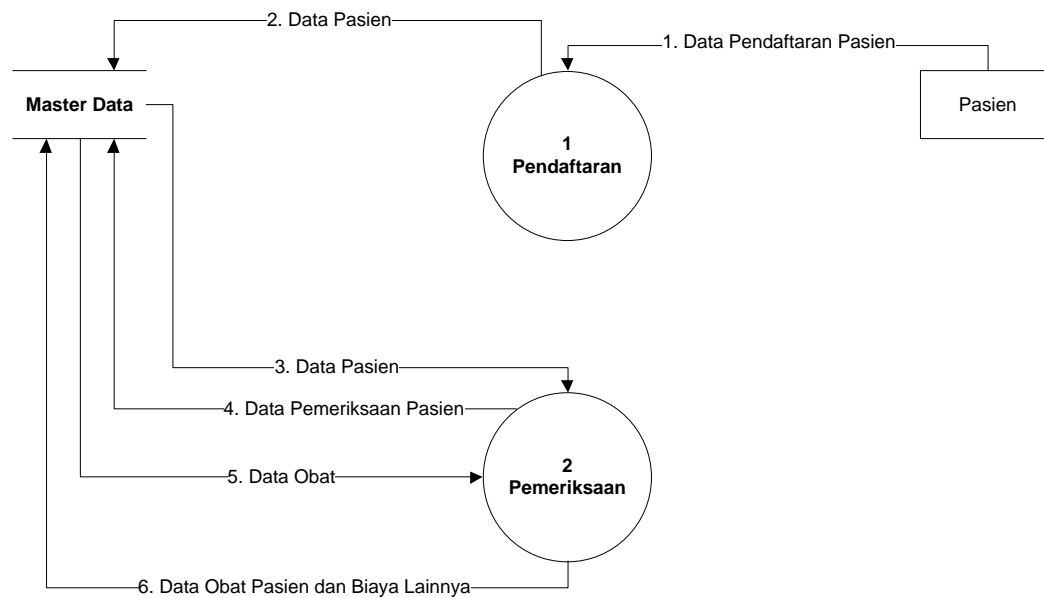 2. Data Pasien
1. Data Pendaftaran Pasien
Master Data
Pasien
1
Pendaftaran
3. Data Pasien
4. Data Pemeriksaan Pasien
5. Data Obat
2
Pemeriksaan
6. Data Obat Pasien dan Biaya Lainnya